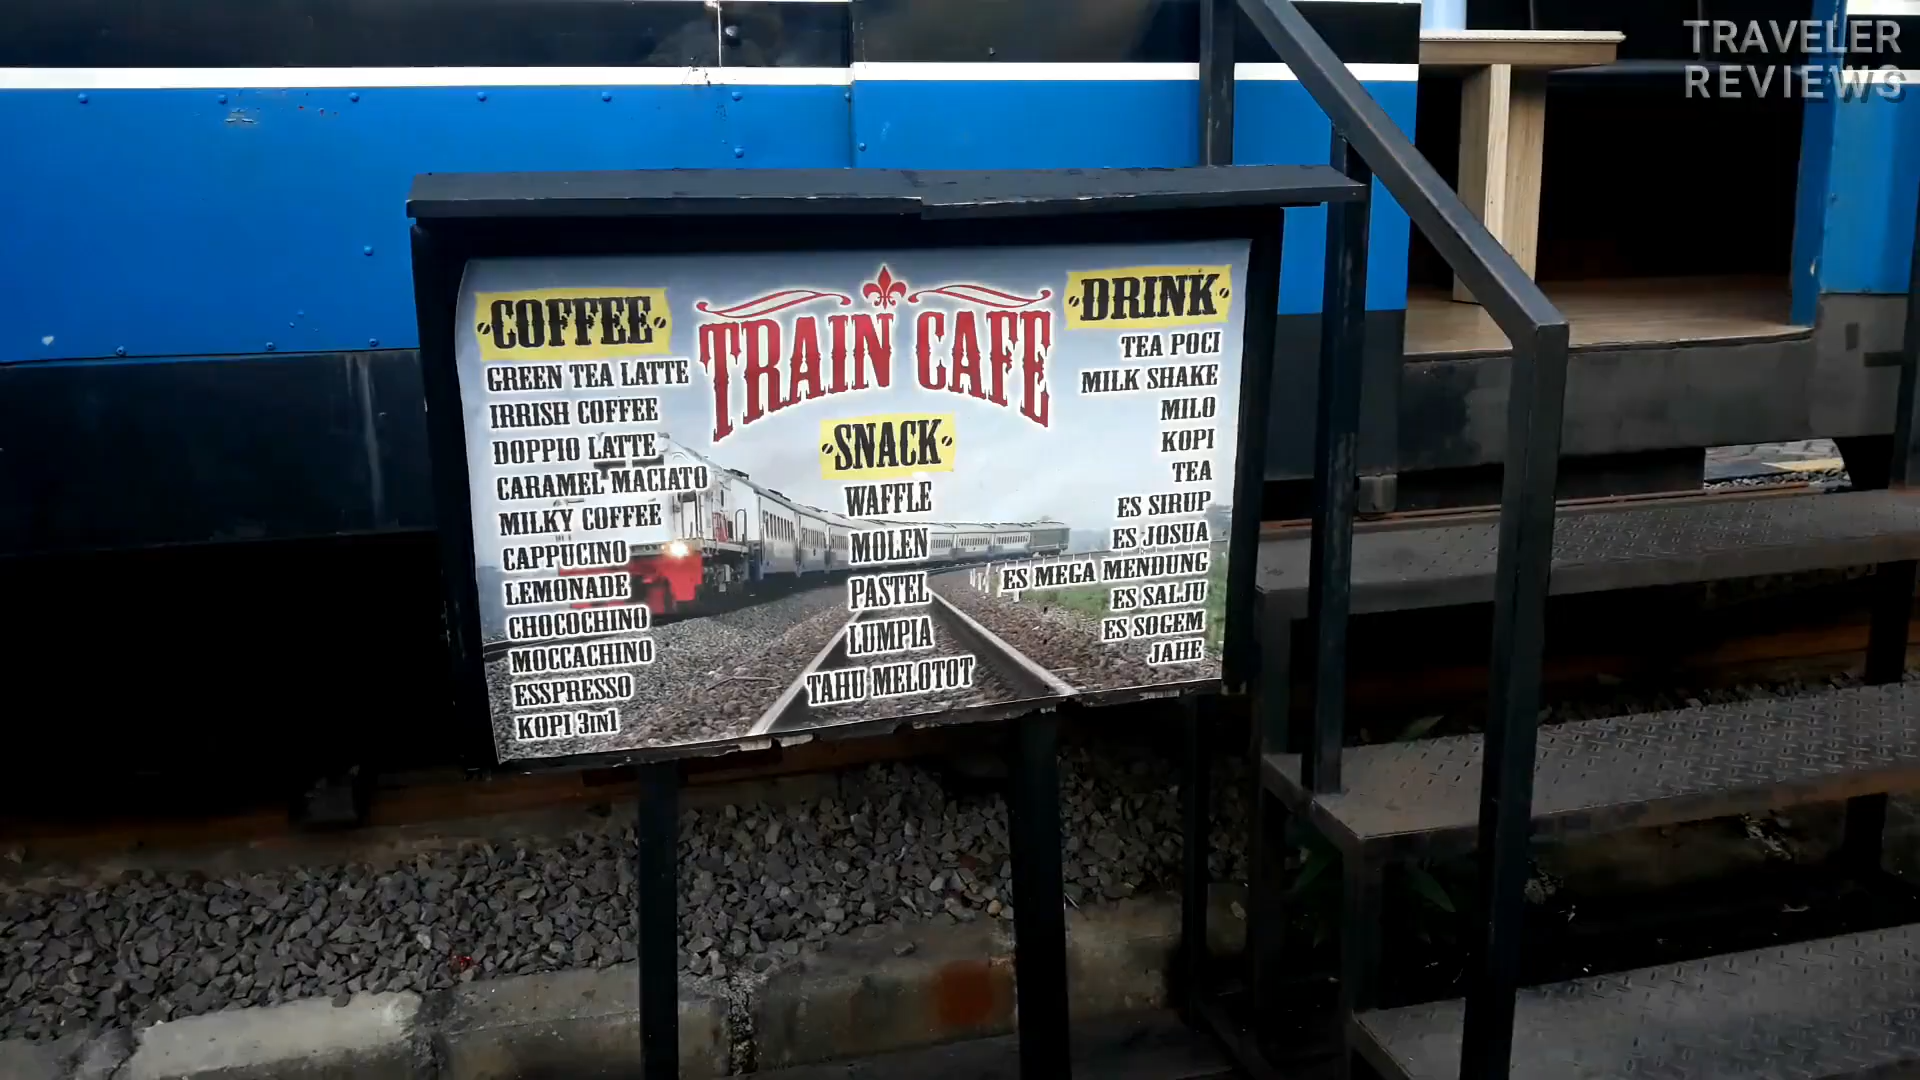 TRAVELER
REVIEWS
TRAIN CAFE
COFFEE
GREEN TEA LATTE
IRRISH COFFEE
DOPPIO LATTE
CARAMEL MACIATO
MILKY COFFEE
CAPPUCINO
LEMONADE
CHOCOCHINO
MOCCACHINO
ESSPRESSO
KOPI 3IN1
SNACK
WAFFLE
MOLEN
PASTEL
LUMPIA
TAHU MELOTOT
DRINK
TEA POCI
MILK SHAKE
MILO
KOPI
TEA
ES SIRUP
ES JOSUA
ES MEGA MENDUNG
ES SALJU
ES SOGEM
JAHE